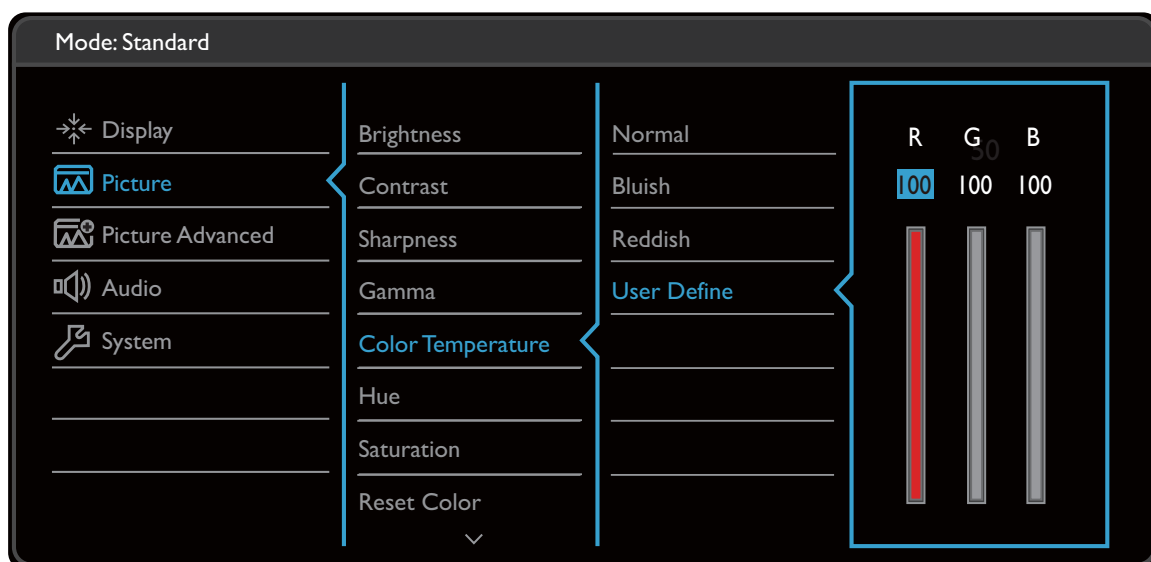 Mode: Standard
Display
Picture
Picture Advanced
Audio
System
Brightness
Contrast
Sharpness
Gamma
Color Temperature
Hue
Saturation
Reset Color
Normal
Bluish
Reddish
User Define
R G B
50
100 100 100